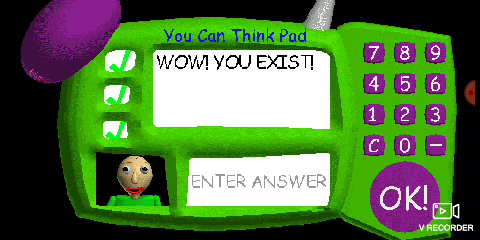 You Can Think Pad
WOW! YOU EXIST!
7 8 9
4 5 6
1 2 3
C 0 −
ENTER ANSWER
OK!
V RECORDER